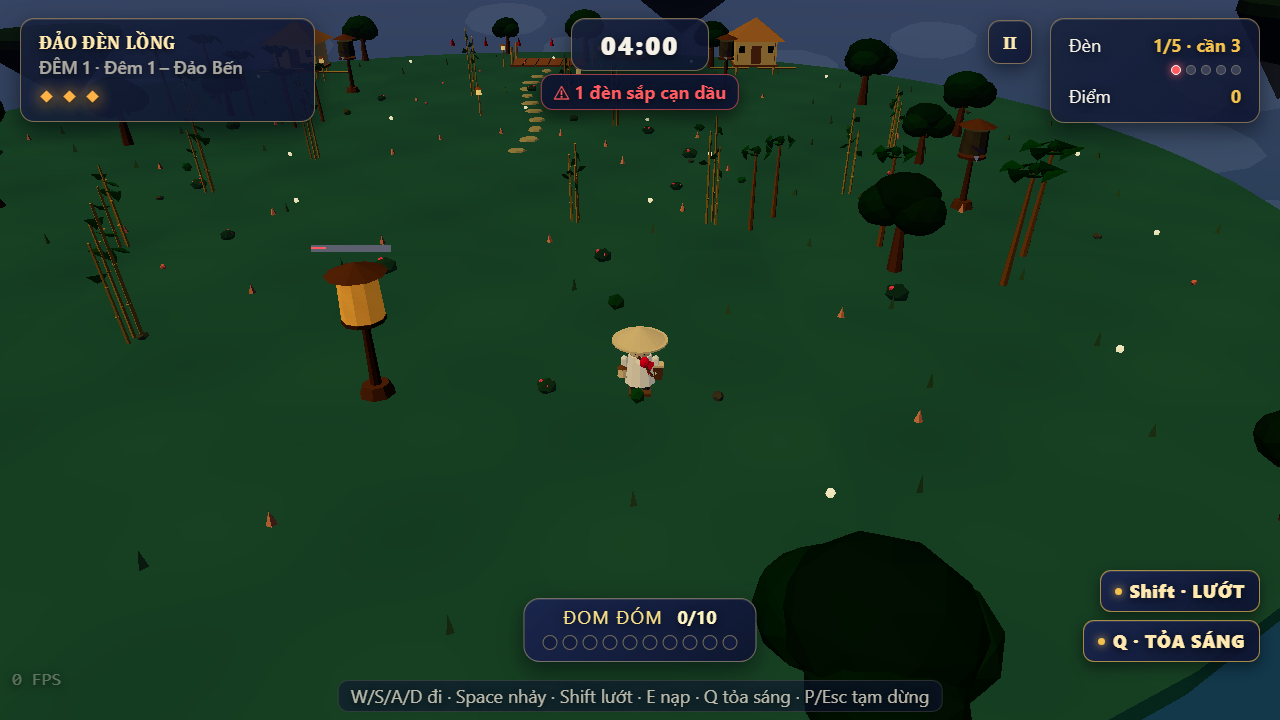 ĐẢO ĐÈN LỒNG
ĐÊM 1 · Đêm 1 – Đảo Bến
04:00
⚠ 1 đèn sắp cạn dầu
II
Đèn 1/5 · cần 3
Điểm 0
Shift · LƯỚT
Q · TỎA SÁNG
ĐOM ĐÓM 0/10
0 FPS
W/S/A/D đi · Space nhảy · Shift lướt · E nạp · Q tỏa sáng · P/Esc tạm dừng